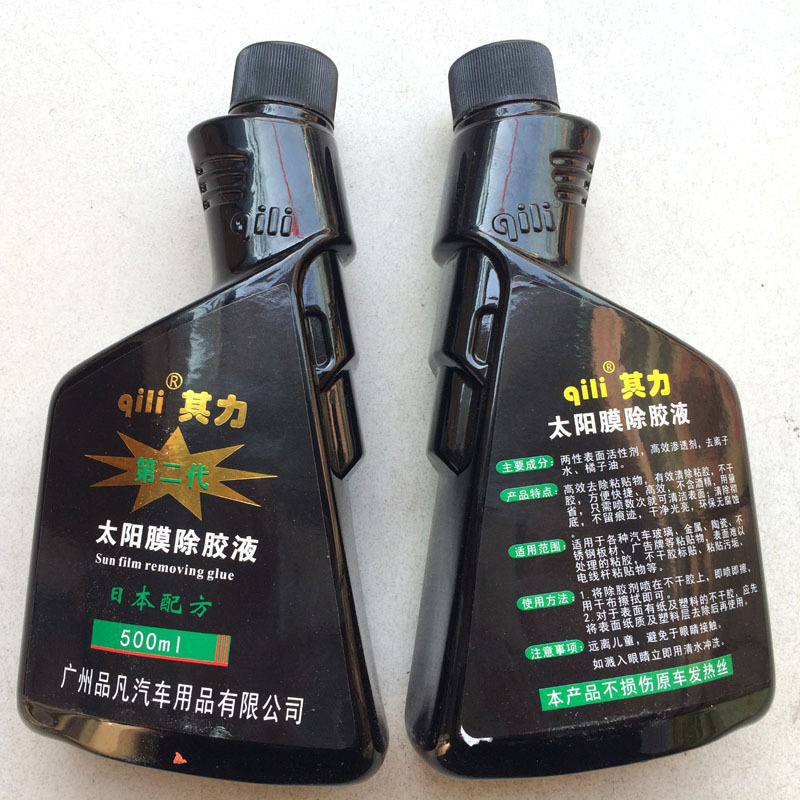 qili
qili® 其力
第二代
太阳膜除胶液
Sun film removing glue
日本配方
500ml
广州品凡汽车用品有限公司
qili
qili® 其力
太阳膜除胶液
主要成分： 两性表面活性剂，高效渗透剂，去离子
水、橘子油。
产品特点： 高效去除粘贴物，有效清除粘胶，不干
胶，方便快捷、高效，不含酒精，用量
省，只需喷数次就可清洁表面；清除彻
底，不留痕迹，干净光亮，环保无腐蚀
适用范围： 适用于各种汽车玻璃、金属、陶瓷、不
锈钢板材、广告牌等粘贴物，表面难以
处理的粘胶，不干胶标贴、粘贴污垢、
电线杆粘贴物等。
使用方法： 1.将除胶剂喷在不干胶上，即喷即擦，
用干布擦拭即可。
2.对于表面有纸及塑料的不干胶，应先
将表面纸质及塑料层去除后再使用。
注意事项： 远离儿童，避免于眼睛接触。
如溅入眼睛立即用清水冲洗。
本产品不损伤原车发热丝